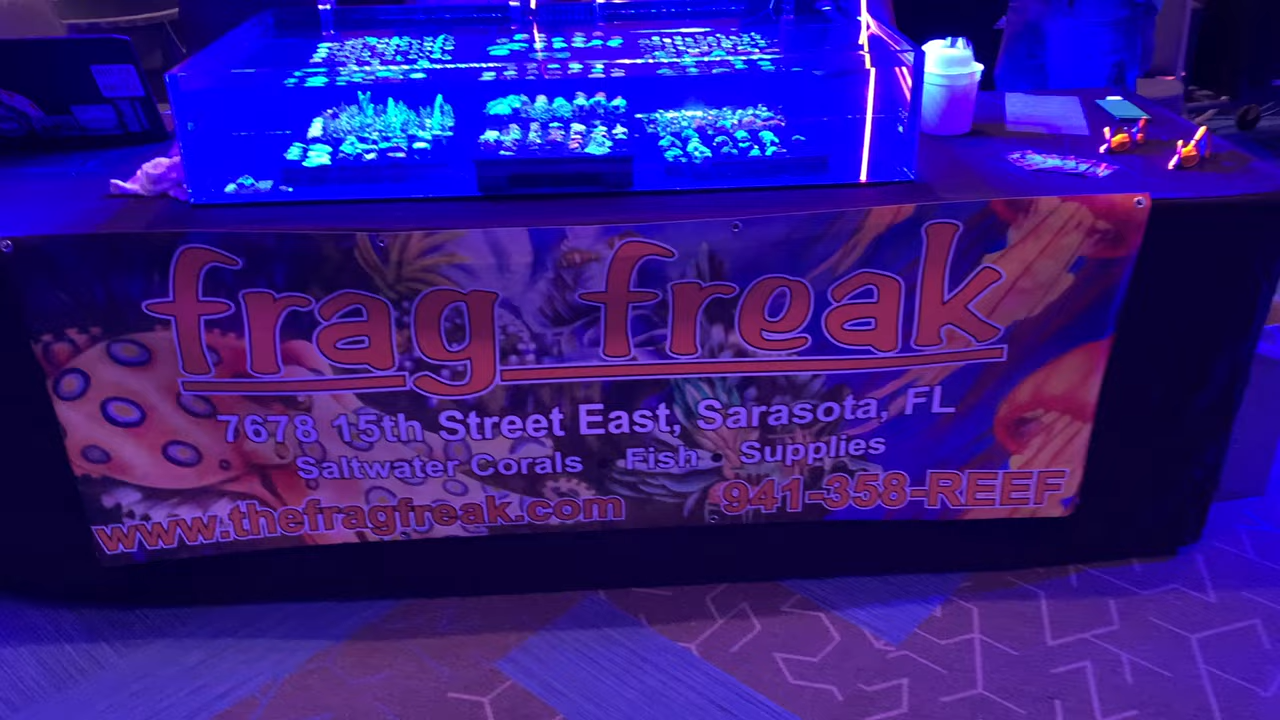 frag freak
7678 15th Street East, Sarasota, FL
Saltwater Corals • Fish • Supplies
www.thefragfreak.com
941-358-REEF